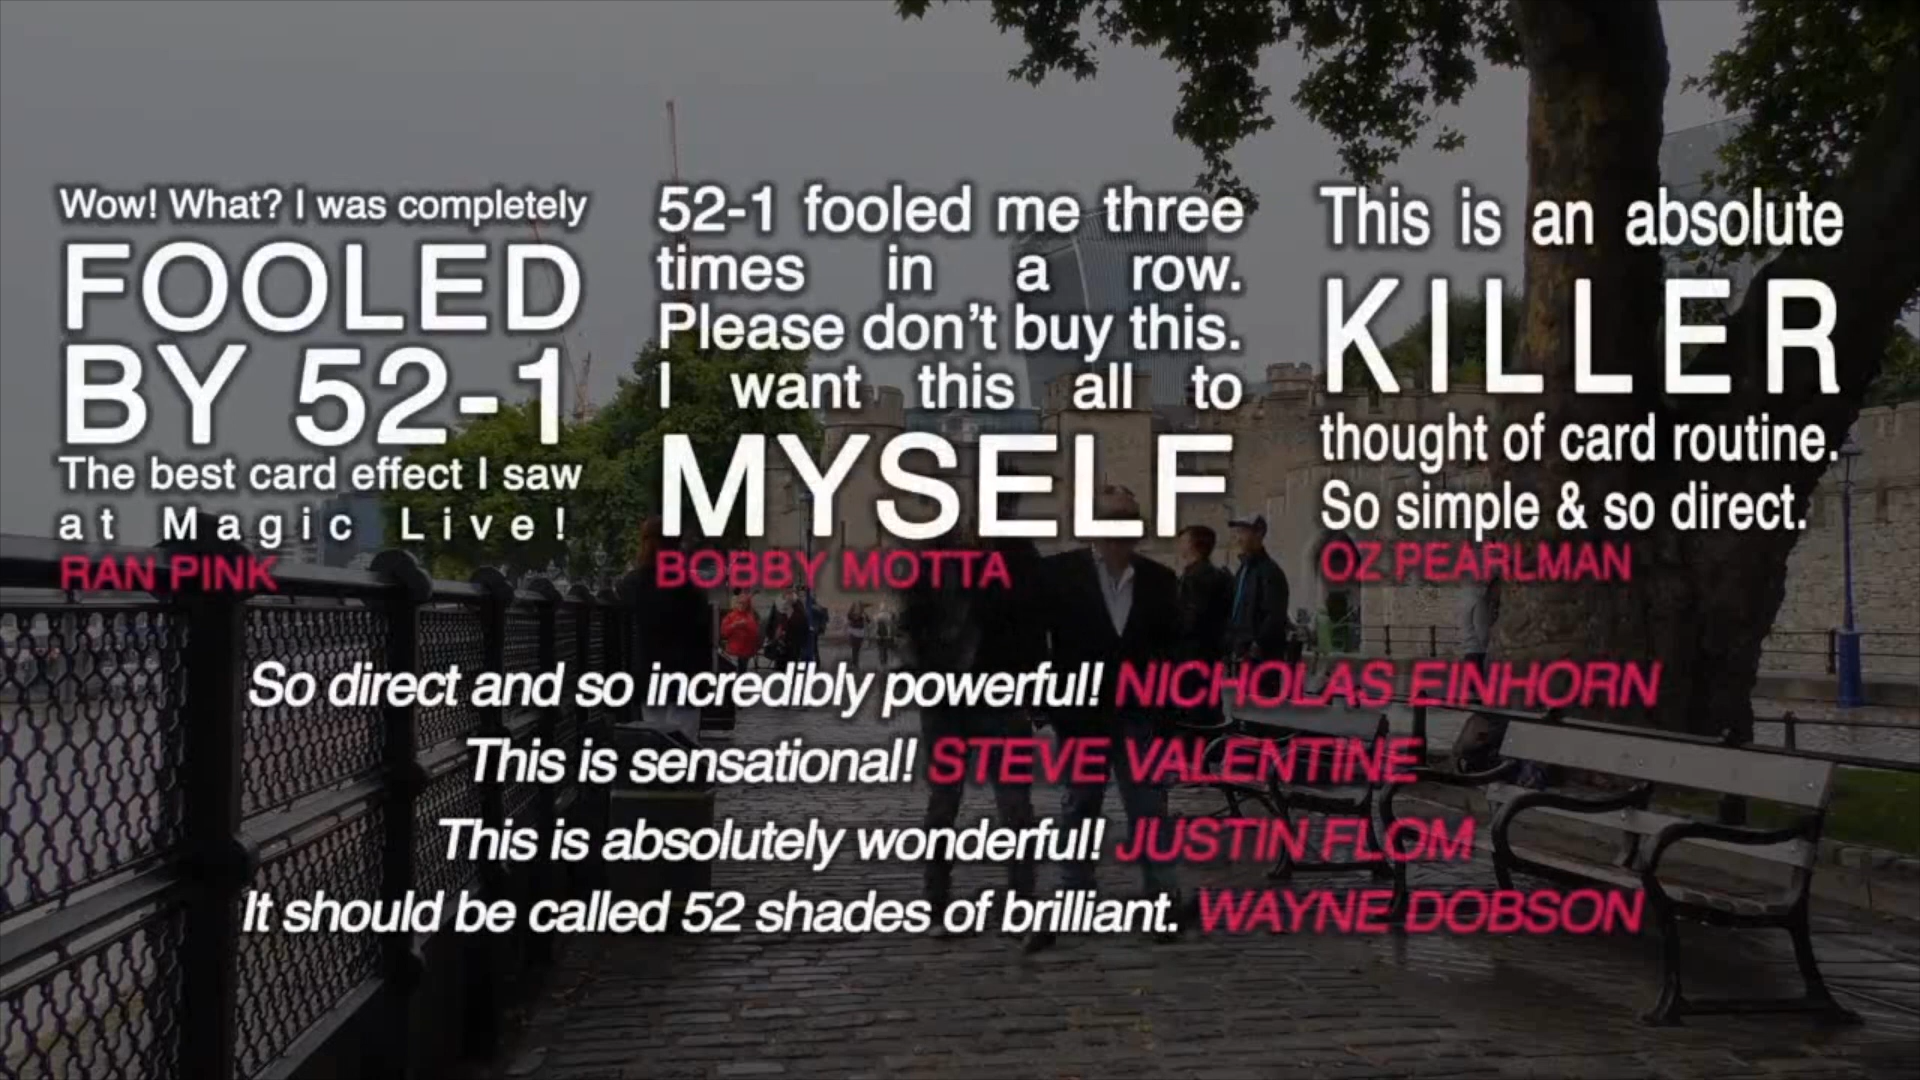 Wow! What? I was completely
FOOLED
BY 52-1
The best card effect I saw
at Magic Live!
RAN PINK
52-1 fooled me three
times in a row.
Please don't buy this.
I want this all to
MYSELF
BOBBY MOTTA
This is an absolute
KILLER
thought of card routine.
So simple & so direct.
OZ PEARLMAN
So direct and so incredibly powerful! NICHOLAS EINHORN
This is sensational! STEVE VALENTINE
This is absolutely wonderful! JUSTIN FLOM
It should be called 52 shades of brilliant. WAYNE DOBSON